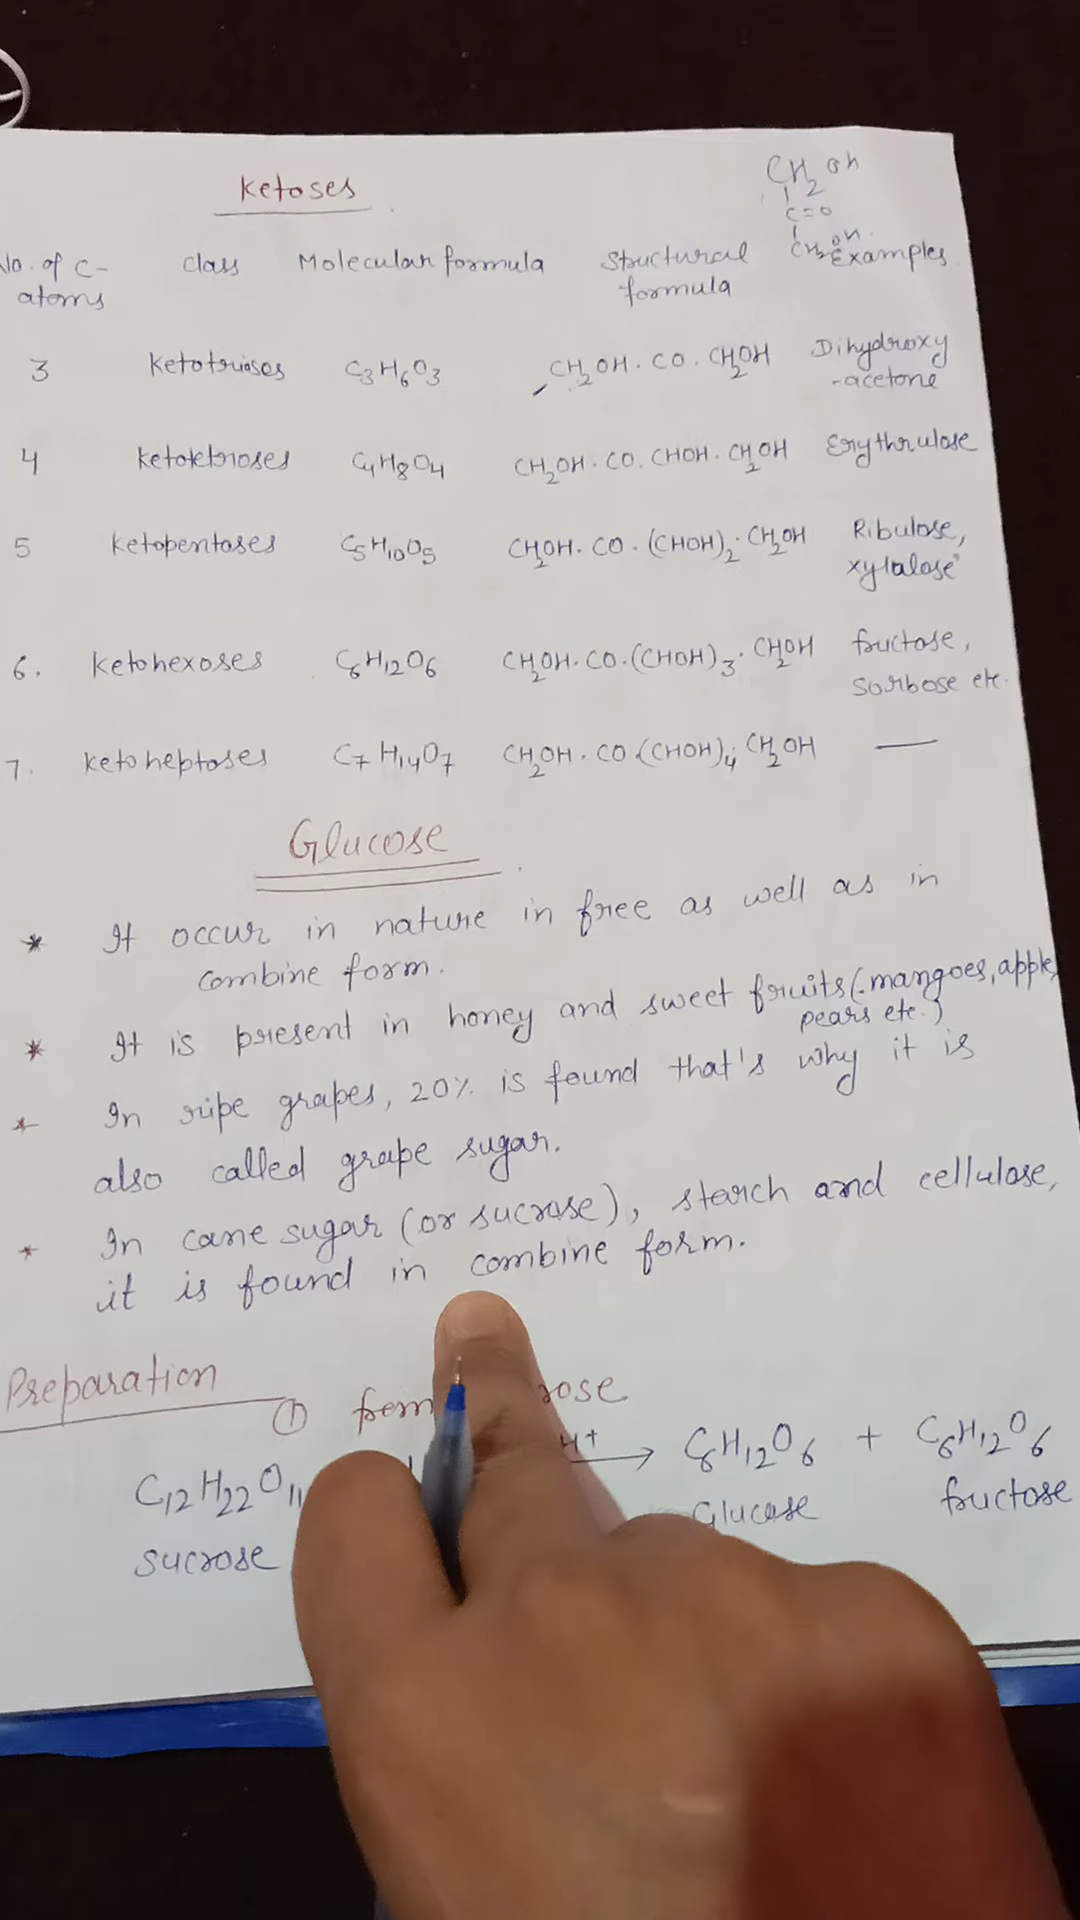 Ketoses
CH2OH
C=O
CH2OH
No. of C-atoms class Molecular formula Structural formula Examples
3 Ketotrioses C3H6O3 CH2OH. CO. CH2OH Dihydroxy-acetone
4 Ketotetroses C4H8O4 CH2OH. CO. CHOH. CH2OH Erythrulose
5 Ketopentoses C5H10O5 CH2OH. CO. (CHOH)2. CH2OH Ribulose, xylalose
6. Ketohexoses C6H12O6 CH2OH. CO. (CHOH)3. CH2OH fructose, Sorbose etc.
7. Ketoheptoses C7H14O7 CH2OH. CO. (CHOH)4. CH2OH —
Glucose
* It occur in nature in free as well as in
combine form.
* It is present in honey and sweet fruits (mangoes, apple,
pears etc.)
* In ripe grapes, 20% is found that's why it is
also called grape sugar.
* In cane sugar (or sucrose), starch and cellulose,
it is found in combine form.
Preparation
① from
H+ → C6H12O6 + C6H12O6
C12H22O11
sucrose Glucose fructose